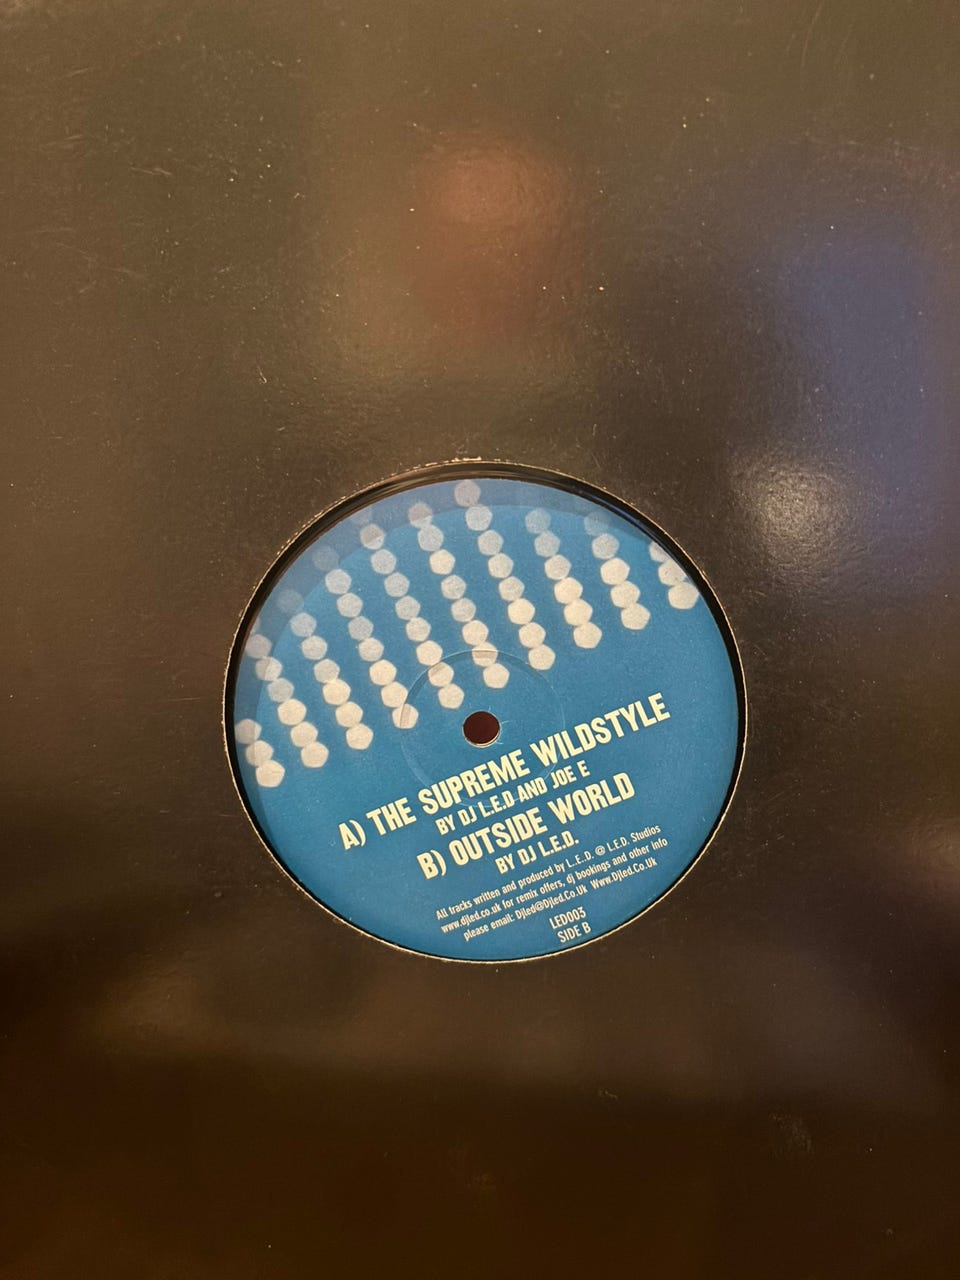 A) THE SUPREME WILDSTYLE
BY DJ L.E.D AND JOE E
B) OUTSIDE WORLD
BY DJ L.E.D.
All tracks written and produced by L.E..D. @ L.E.D. Studios
www.djled.co.uk for remix offers, dj bookings and other info
please email: Djled@Djled.Co.Uk Www.Djled.Co.Uk
LED003
SIDE B